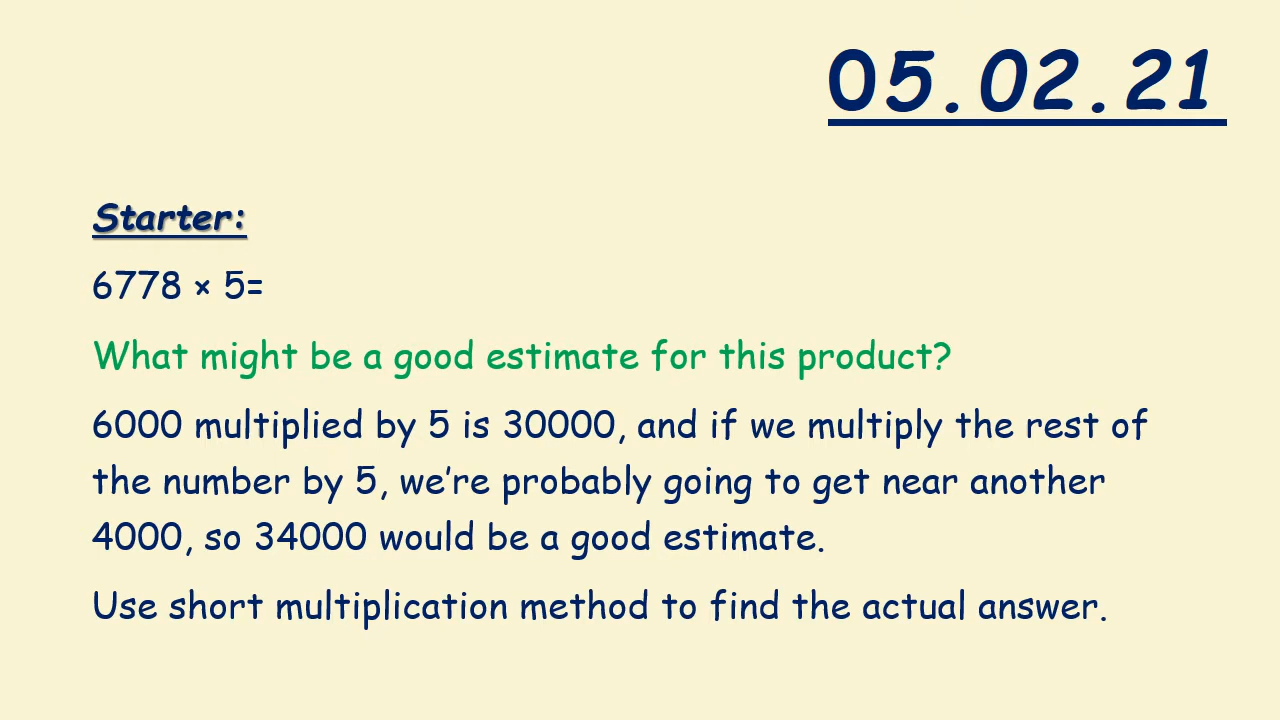 05.02.21
Starter:
6778 × 5=
What might be a good estimate for this product?
6000 multiplied by 5 is 30000, and if we multiply the rest of
the number by 5, we’re probably going to get near another
4000, so 34000 would be a good estimate.
Use short multiplication method to find the actual answer.